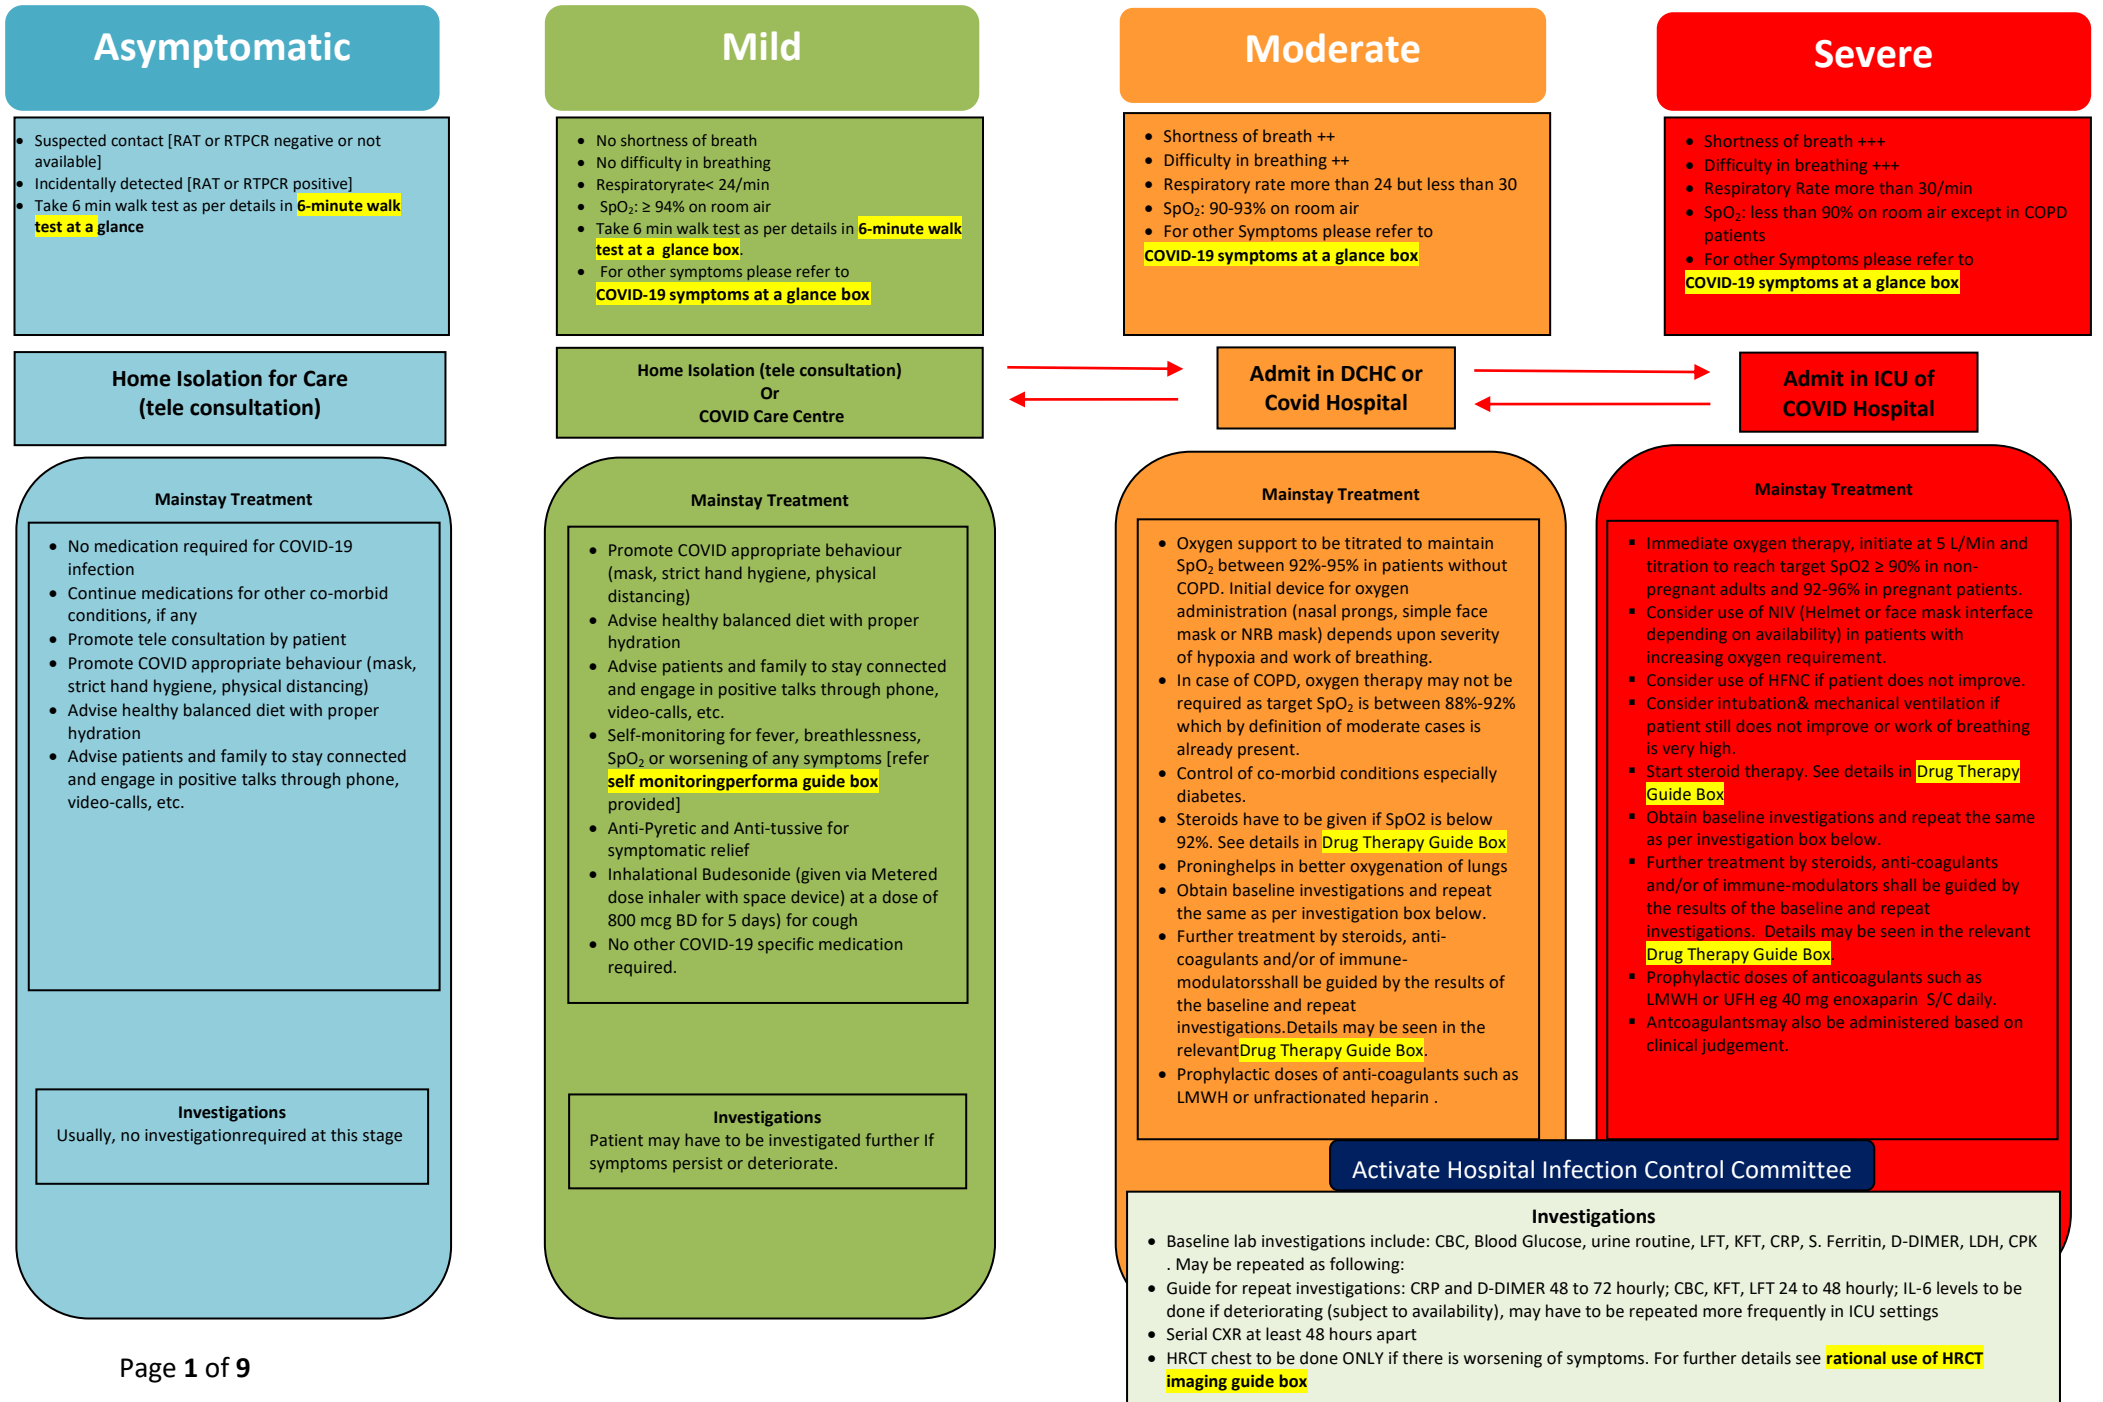 Asymptomatic
• Suspected contact [RAT or RTPCR negative or not
available]
• Incidentally detected [RAT or RTPCR positive]
• Take 6 min walk test as per details in 6-minute walk
test at a glance
Home Isolation for Care
(tele consultation)
Mainstay Treatment
• No medication required for COVID-19
infection
• Continue medications for other co-morbid
conditions, if any
• Promote tele consultation by patient
• Promote COVID appropriate behaviour (mask,
strict hand hygiene, physical distancing)
• Advise healthy balanced diet with proper
hydration
• Advise patients and family to stay connected
and engage in positive talks through phone,
video-calls, etc.
Investigations
Usually, no investigationrequired at this stage
Mild
• No shortness of breath
• No difficulty in breathing
• Respiratoryrate< 24/min
• SpO₂: ≥ 94% on room air
• Take 6 min walk test as per details in 6-minute walk
test at a glance box.
• For other symptoms please refer to
COVID-19 symptoms at a glance box
Home Isolation (tele consultation)
Or
COVID Care Centre
Mainstay Treatment
• Promote COVID appropriate behaviour
(mask, strict hand hygiene, physical
distancing)
• Advise healthy balanced diet with proper
hydration
• Advise patients and family to stay connected
and engage in positive talks through phone,
video-calls, etc.
• Self-monitoring for fever, breathlessness,
SpO₂ or worsening of any symptoms [refer
self monitoringperforma guide box
provided]
• Anti-Pyretic and Anti-tussive for
symptomatic relief
• Inhalational Budesonide (given via Metered
dose inhaler with space device) at a dose of
800 mcg BD for 5 days) for cough
• No other COVID-19 specific medication
required.
Investigations
Patient may have to be investigated further If
symptoms persist or deteriorate.
Moderate
• Shortness of breath ++
• Difficulty in breathing ++
• Respiratory rate more than 24 but less than 30
• SpO₂: 90-93% on room air
• For other Symptoms please refer to
COVID-19 symptoms at a glance box
Admit in DCHC or
Covid Hospital
Mainstay Treatment
• Oxygen support to be titrated to maintain
SpO₂ between 92%-95% in patients without
COPD. Initial device for oxygen
administration (nasal prongs, simple face
mask or NRB mask) depends upon severity
of hypoxia and work of breathing.
• In case of COPD, oxygen therapy may not be
required as target SpO₂ is between 88%-92%
which by definition of moderate cases is
already present.
• Control of co-morbid conditions especially
diabetes.
• Steroids have to be given if SpO2 is below
92%. See details in Drug Therapy Guide Box
• Proninghelps in better oxygenation of lungs
• Obtain baseline investigations and repeat
the same as per investigation box below.
• Further treatment by steroids, anti-
coagulants and/or of immune-
modulatorsshall be guided by the results of
the baseline and repeat
investigations.Details may be seen in the
relevantDrug Therapy Guide Box.
• Prophylactic doses of anti-coagulants such as
LMWH or unfractionated heparin .
Severe
• Shortness of breath +++
• Difficulty in breathing +++
• Respiratory Rate more than 30/min
• SpO₂: less than 90% on room air except in COPD
patients
• For other Symptoms please refer to
COVID-19 symptoms at a glance box
Admit in ICU of
COVID Hospital
Mainstay Treatment
▪ Immediate oxygen therapy, initiate at 5 L/Min and
titration to reach target SpO2 ≥ 90% in non-
pregnant adults and 92-96% in pregnant patients.
▪ Consider use of NIV (Helmet or face mask interface
depending on availability) in patients with
increasing oxygen requirement.
▪ Consider use of HFNC if patient does not improve.
▪ Consider intubation& mechanical ventilation if
patient still does not improve or work of breathing
is very high.
▪ Start steroid therapy. See details in Drug Therapy
Guide Box
▪ Obtain baseline investigations and repeat the same
as per investigation box below.
▪ Further treatment by steroids, anti-coagulants
and/or of immune-modulators shall be guided by
the results of the baseline and repeat
investigations. Details may be seen in the relevant
Drug Therapy Guide Box.
▪ Prophylactic doses of anticoagulants such as
LMWH or UFH eg 40 mg enoxaparin S/C daily.
▪ Antcoagulantsmay also be administered based on
clinical judgement.
Activate Hospital Infection Control Committee
Investigations
• Baseline lab investigations include: CBC, Blood Glucose, urine routine, LFT, KFT, CRP, S. Ferritin, D-DIMER, LDH, CPK
. May be repeated as following:
• Guide for repeat investigations: CRP and D-DIMER 48 to 72 hourly; CBC, KFT, LFT 24 to 48 hourly; IL-6 levels to be
done if deteriorating (subject to availability), may have to be repeated more frequently in ICU settings
• Serial CXR at least 48 hours apart
• HRCT chest to be done ONLY if there is worsening of symptoms. For further details see rational use of HRCT
imaging guide box
Page 1 of 9